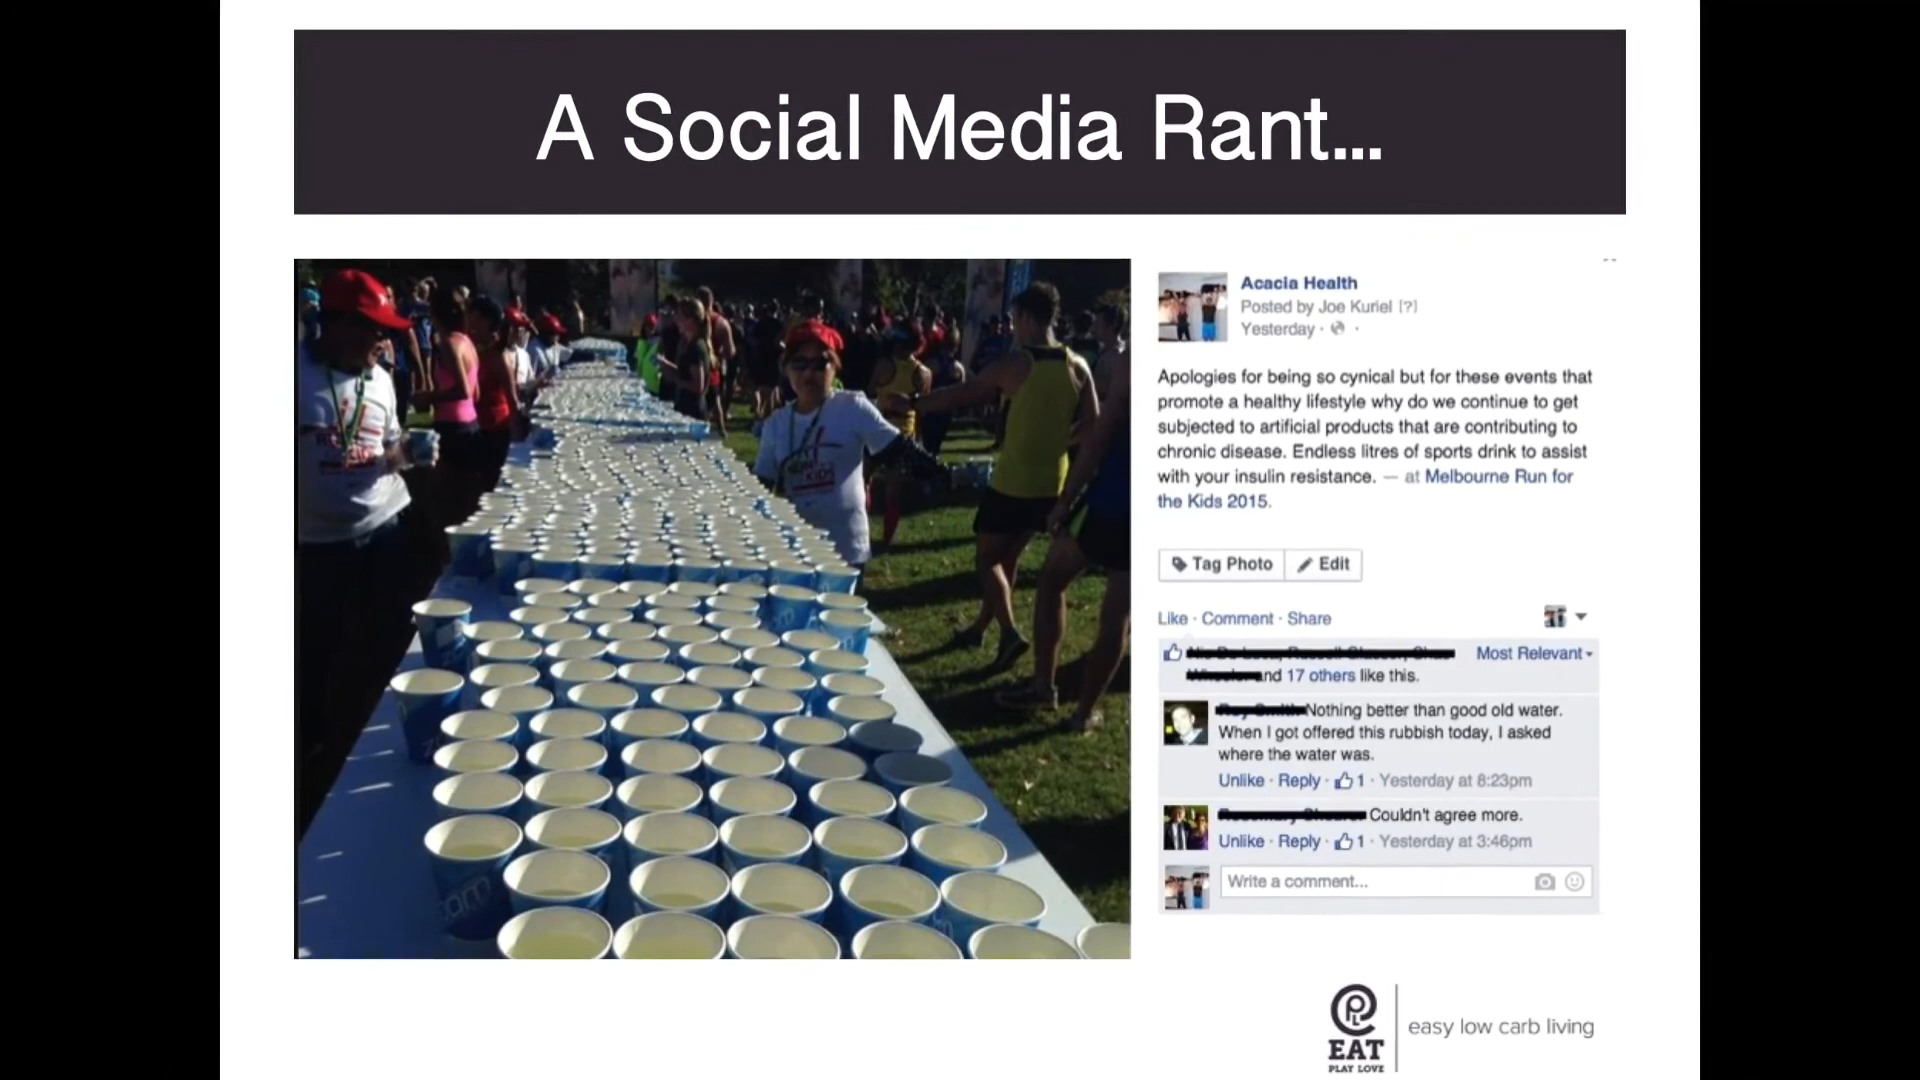 A Social Media Rant...
Acacia Health
Posted by Joe Kuriel [?]
Yesterday ·
Apologies for being so cynical but for these events that
promote a healthy lifestyle why do we continue to get
subjected to artificial products that are contributing to
chronic disease. Endless litres of sports drink to assist
with your insulin resistance. — at Melbourne Run for
the Kids 2015.
Tag Photo Edit
Like · Comment · Share
Most Relevant
and 17 others like this.
Nothing better than good old water.
When I got offered this rubbish today, I asked
where the water was.
Unlike · Reply · 1 · Yesterday at 8:23pm
Couldn't agree more.
Unlike · Reply · 1 · Yesterday at 3:46pm
Write a comment...
KIDS
EAT
PLAY LOVE
easy low carb living